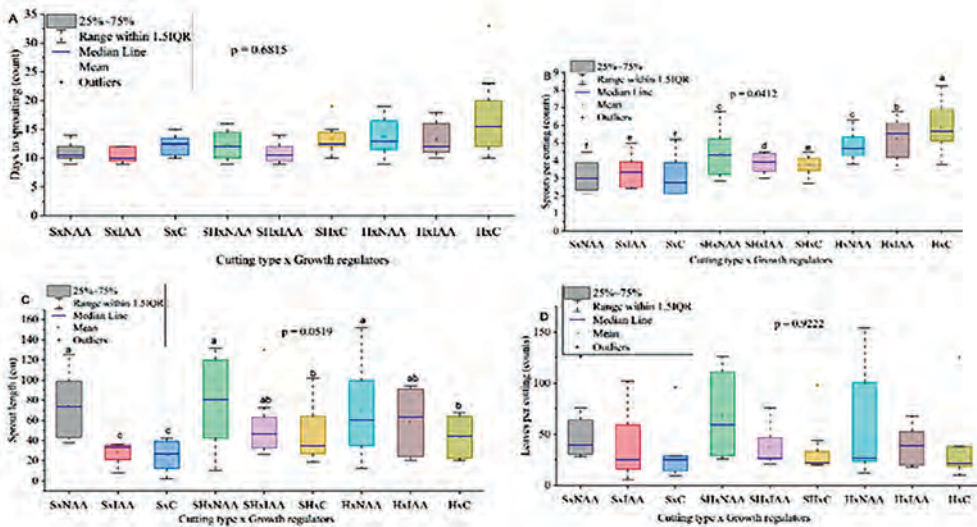 A
25%~75%
Range within 1.5IQR
Median Line
Mean
Outliers
p = 0.6815
Days to sprouting (count)
35
30
25
20
15
10
5
0
SxNAA SxIAA SxC SHxNAA SHxIAA SHxC HxNAA HxIAA HxC
Cutting type x Growth regulators
B
25%~75%
Range within 1.5IQR
Median Line
Mean
Outliers
p = 0.0412
Sprouts per cutting (counts)
9
8
7
6
5
4
3
2
1
0
f e f c d e c b a
SxNAA SxIAA SxC SHxNAA SHxIAA SHxC HxNAA HxIAA HxC
Cutting type x Growth regulators
C
25%~75%
Range within 1.5IQR
Median Line
Mean
Outliers
p = 0.0519
Sprout length (cm)
160
140
120
100
80
60
40
20
0
a c c a ab b a ab b
SxNAA SxIAA SxC SHxNAA SHxIAA SHxC HxNAA HxIAA HxC
Cutting type x Growth regulators
D
25%~75%
Range within 1.5IQR
Median Line
Mean
Outliers
p = 0.9222
Leaves per cutting (counts)
150
100
50
0
SxNAA SxIAA SxC SHxNAA SHxIAA SHxC HxNAA HxIAA HxC
Cutting type x Growth regulators